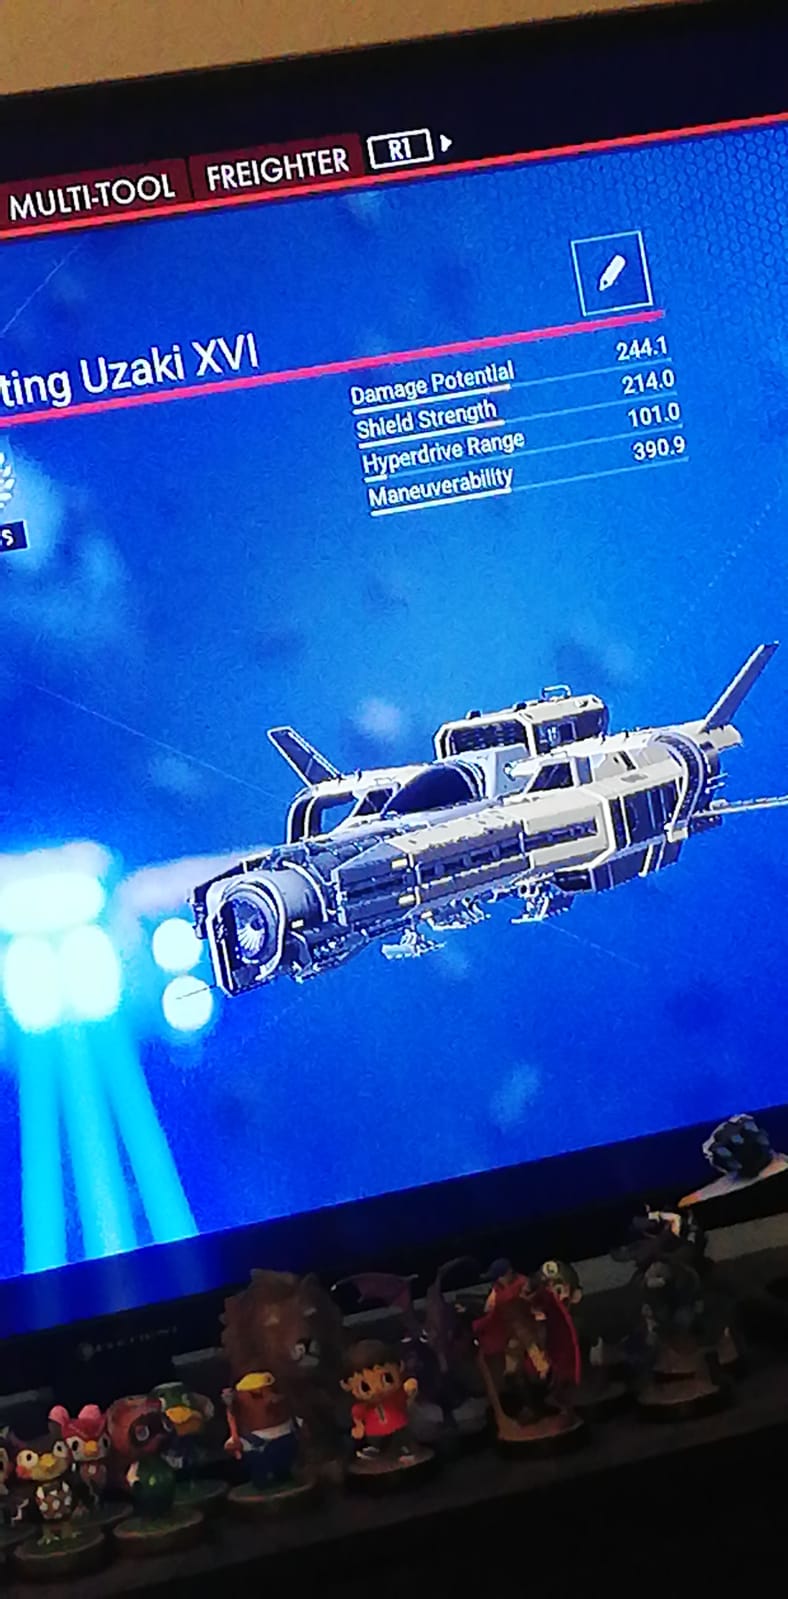 MULTI-TOOL FREIGHTER R1
ting Uzaki XVI
Damage Potential 244.1
Shield Strength 214.0
Hyperdrive Range 101.0
Maneuverability 390.9
S